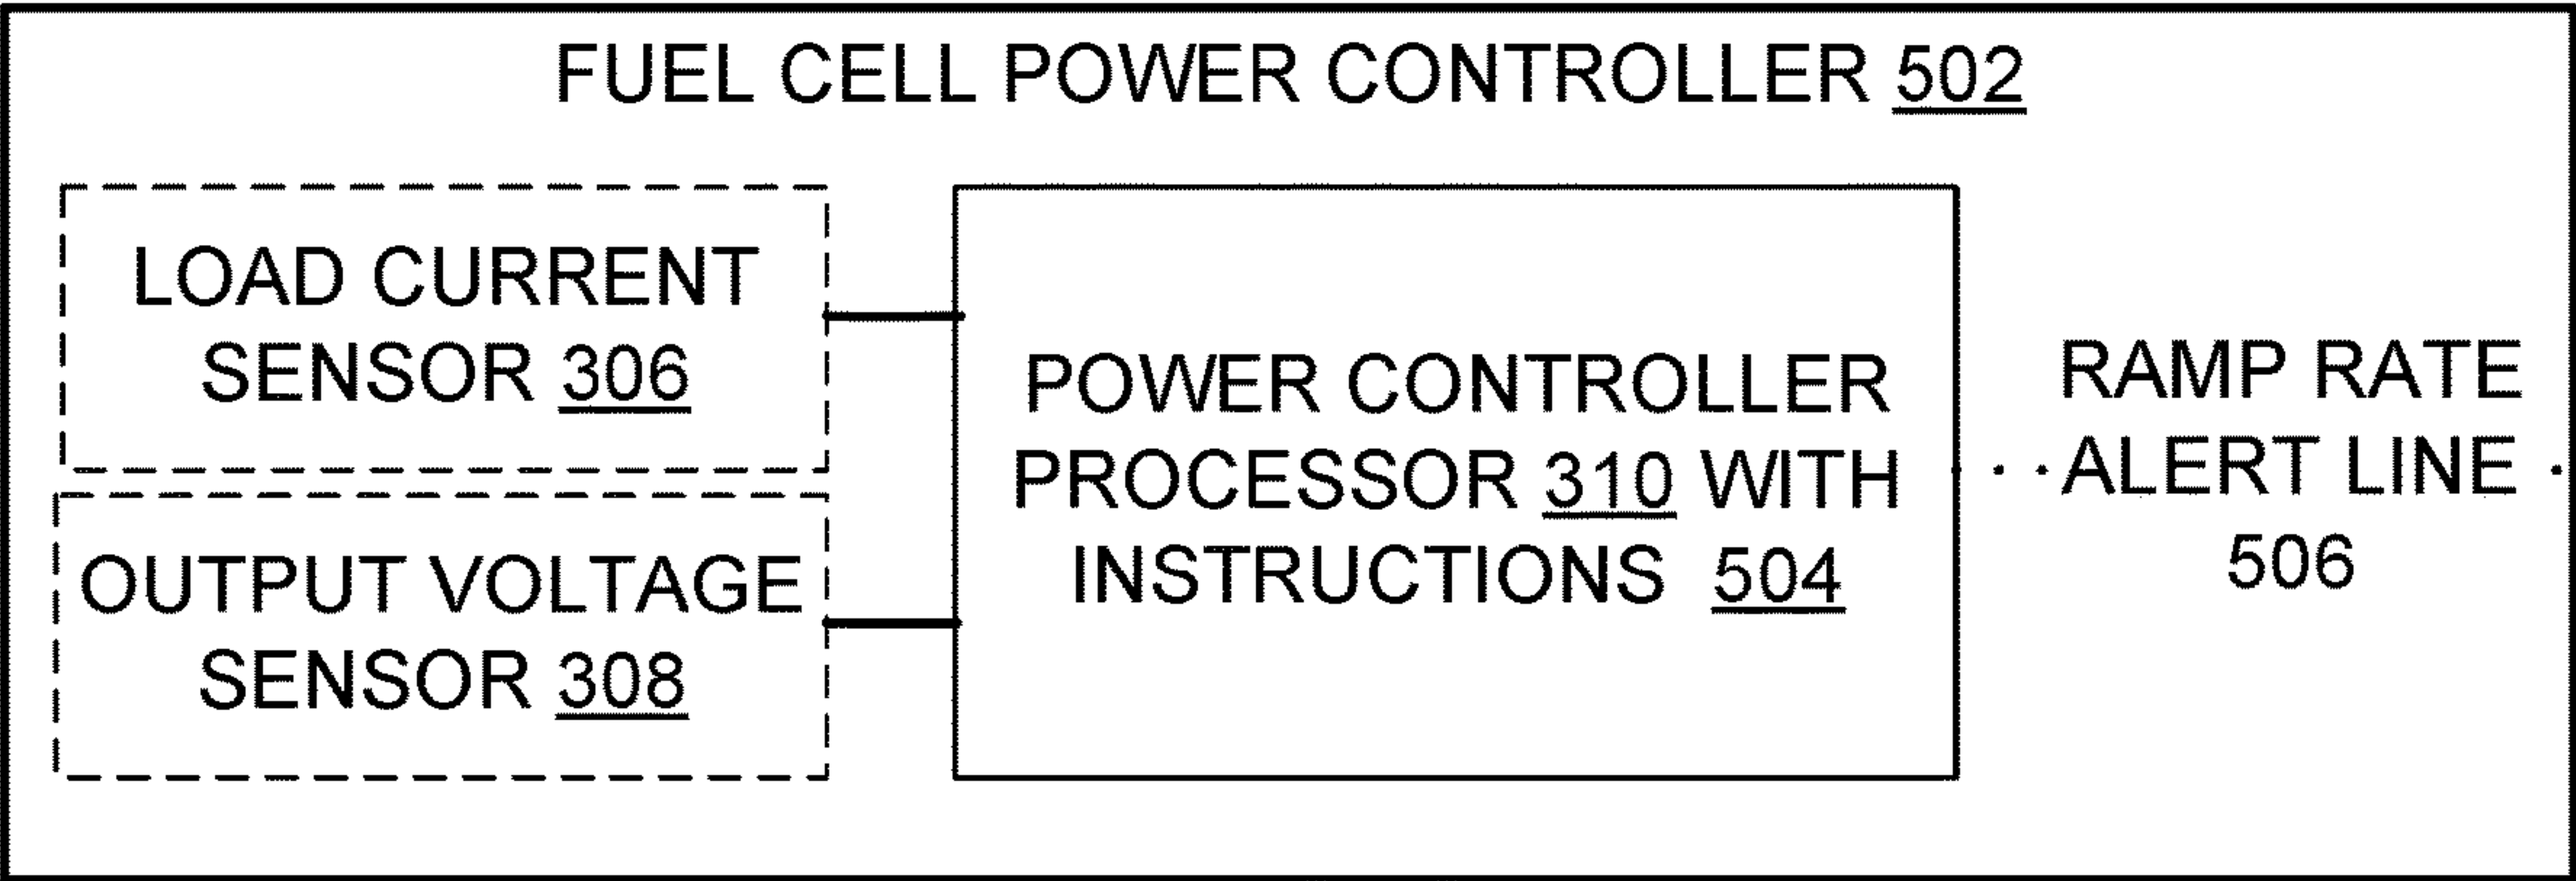 FUEL CELL POWER CONTROLLER 502
LOAD CURRENT
SENSOR 306
OUTPUT VOLTAGE
SENSOR 308
POWER CONTROLLER
PROCESSOR 310 WITH
INSTRUCTIONS 504
RAMP RATE
ALERT LINE
506